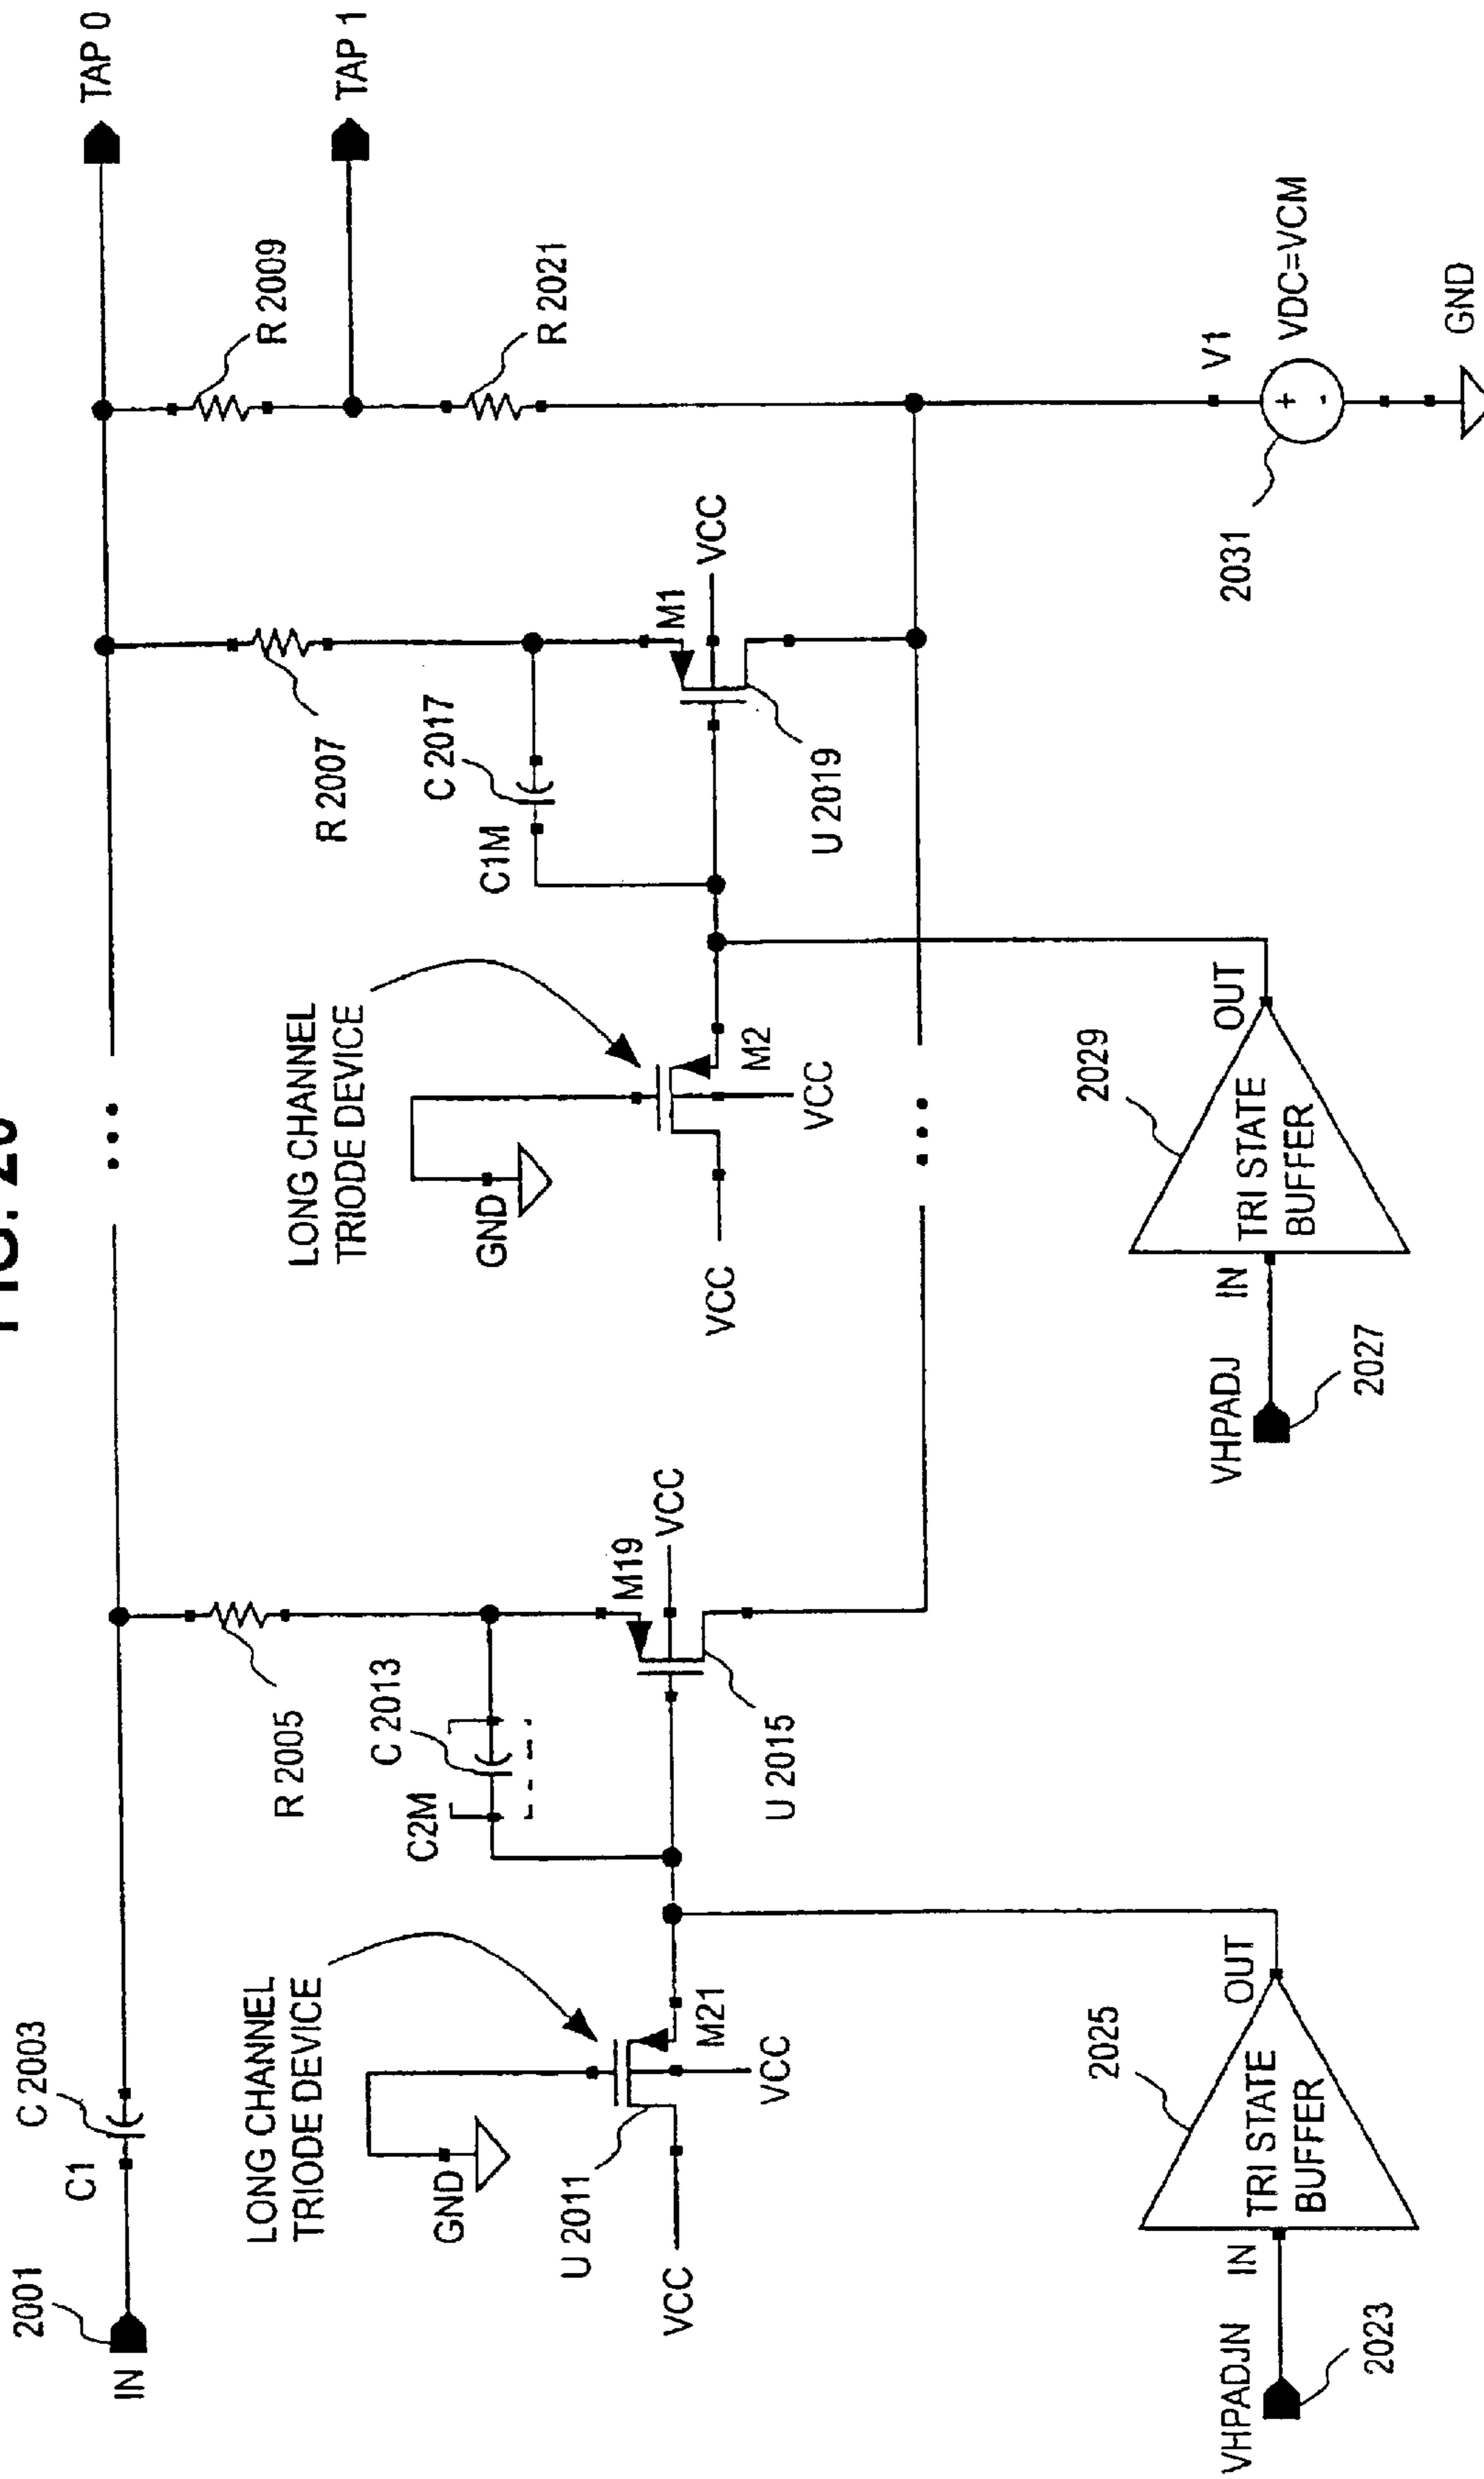 FIG. 20
TAP 0
TAP 1
R 2009
R 2021
V1
VDC=VCM
GND
2031
R 2007
C 2017
C1M
M1
VCC
U 2019
LONG CHANNEL
TRIODE DEVICE
GND
M2
VCC
VCC
OUT
2029
TRI STATE
BUFFER
IN
VHPADJ
2027
R 2005
C 2013
C2M
M19
VCC
U 2015
LONG CHANNEL
TRIODE DEVICE
GND
U 2011
M21
VCC
VCC
OUT
2025
TRI STATE
BUFFER
IN
VHPADJN
2023
C 2003
C1
2001
IN